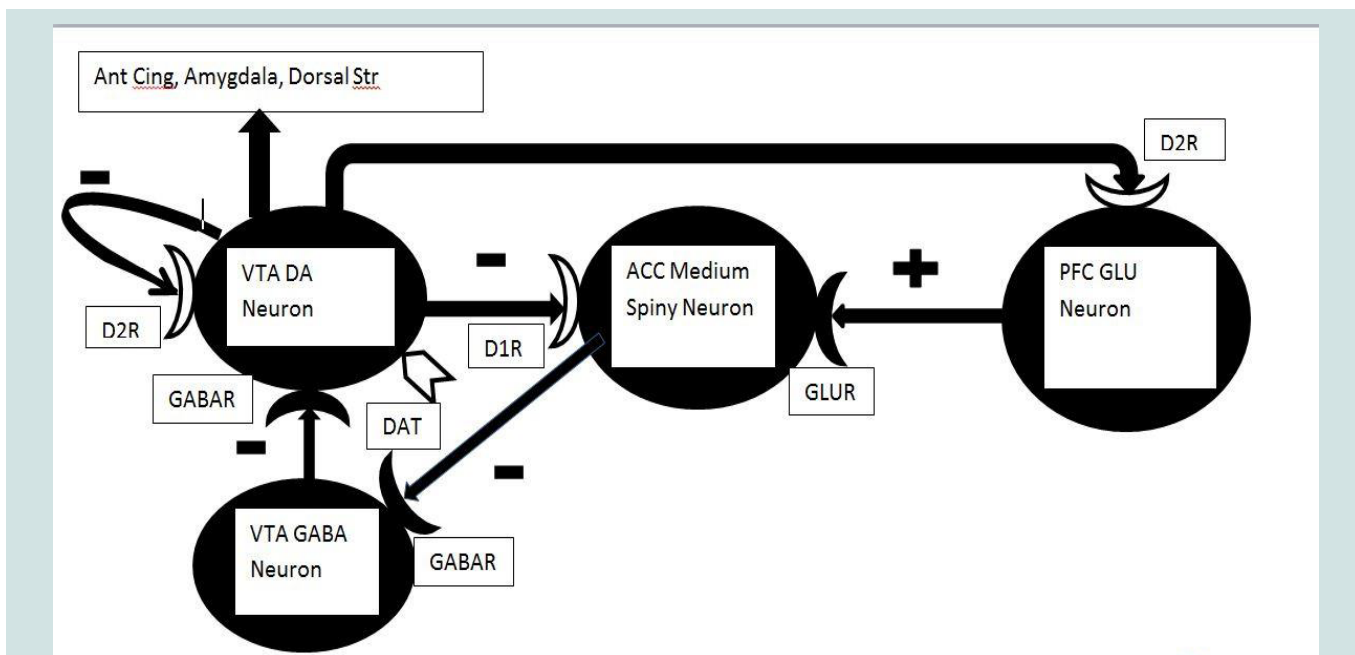 Ant Cing, Amygdala, Dorsal Str
D2R
-
VTA DA
Neuron
-
ACC Medium
Spiny Neuron
+
PFC GLU
Neuron
D2R
D1R
GABAR
DAT
GLUR
-
-
VTA GABA
Neuron
GABAR